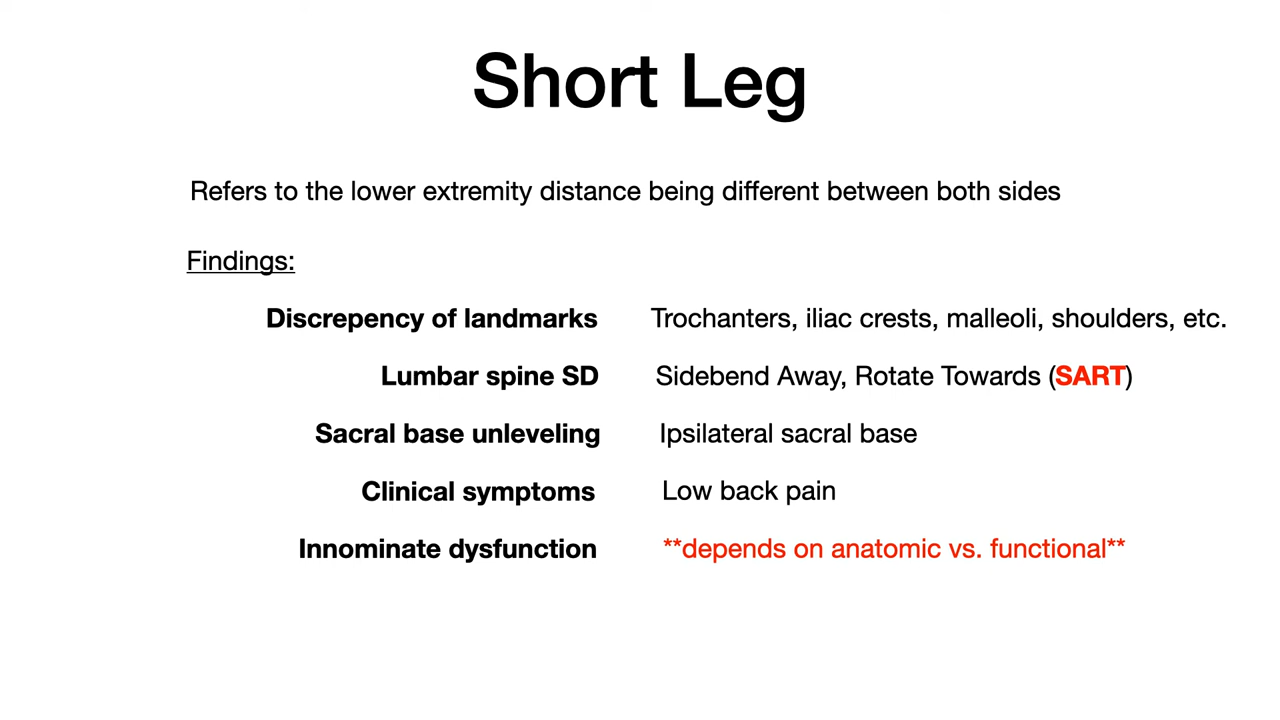 Short Leg
Refers to the lower extremity distance being different between both sides
Findings:
Discrepency of landmarks Trochanters, iliac crests, malleoli, shoulders, etc.
Lumbar spine SD Sidebend Away, Rotate Towards (SART)
Sacral base unleveling Ipsilateral sacral base
Clinical symptoms Low back pain
Innominate dysfunction **depends on anatomic vs. functional**